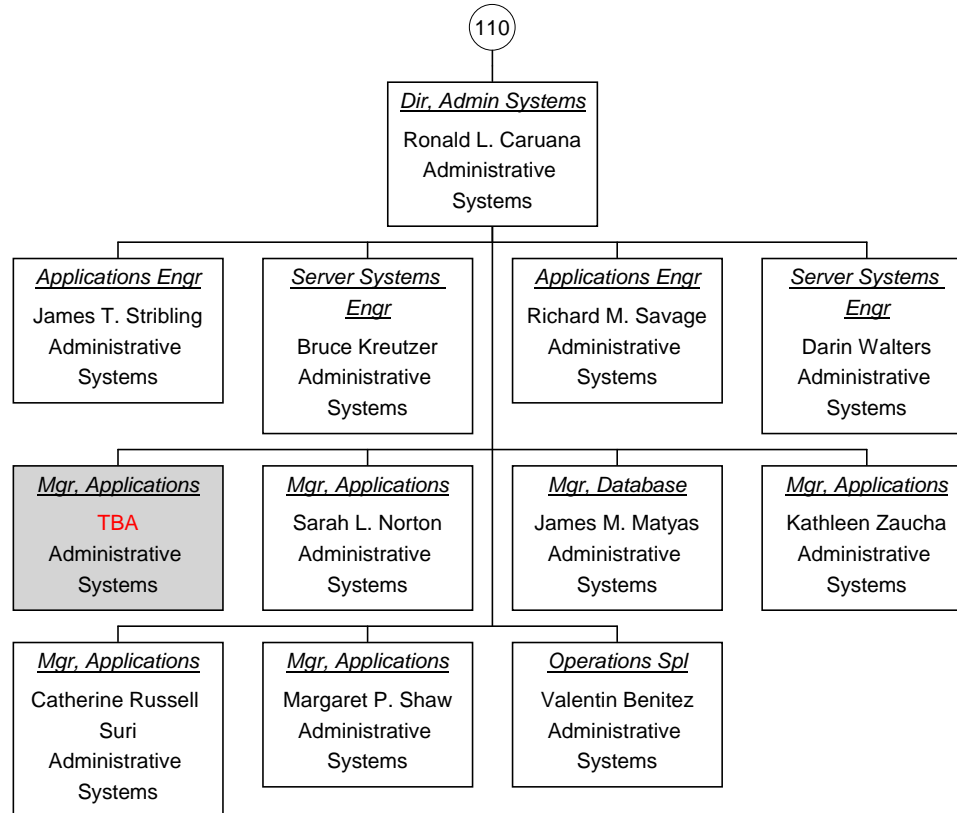 110
Dir, Admin Systems
Ronald L. Caruana
Administrative
Systems
Applications Engr
James T. Stribling
Administrative
Systems
Server Systems
Engr
Bruce Kreutzer
Administrative
Systems
Applications Engr
Richard M. Savage
Administrative
Systems
Server Systems
Engr
Darin Walters
Administrative
Systems
Mgr, Applications
TBA
Administrative
Systems
Mgr, Applications
Sarah L. Norton
Administrative
Systems
Mgr, Database
James M. Matyas
Administrative
Systems
Mgr, Applications
Kathleen Zaucha
Administrative
Systems
Mgr, Applications
Catherine Russell
Suri
Administrative
Systems
Mgr, Applications
Margaret P. Shaw
Administrative
Systems
Operations Spl
Valentin Benitez
Administrative
Systems